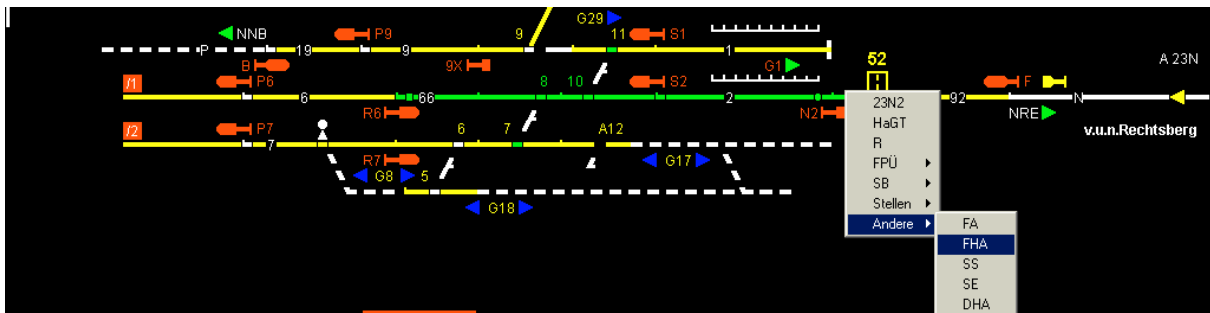 G29
NNB
P9
9
11
S1
P
19
9
1
52
A 23N
B
9X
G1
/1
P6
8
10
S2
F
6
66
2
92
N
R6
N2
NRE
/2
P7
6
7
A12
v.u.n.Rechtsberg
7
R7
G8
5
G17
G18
23N2
HaGT
R
FPÜ
SB
Stellen
Andere
FA
FHA
SS
SE
DHA